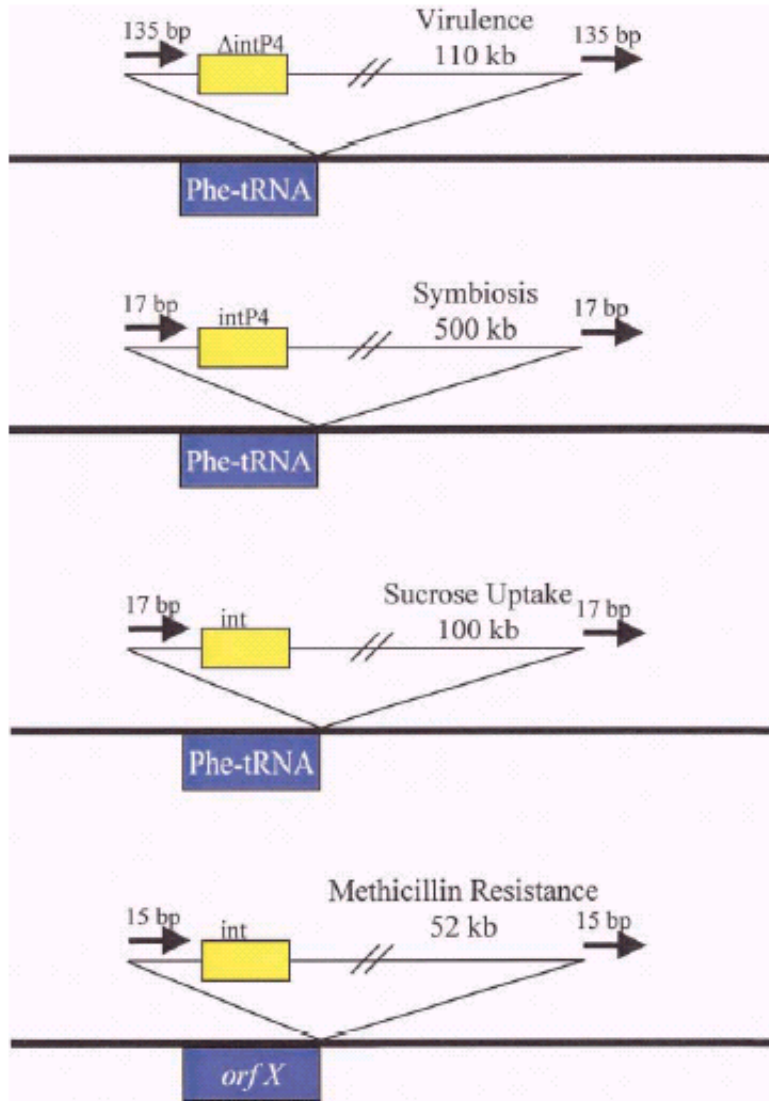 135 bp
ΔintP4
Virulence
110 kb
135 bp
Phe-tRNA
17 bp
intP4
Symbiosis
500 kb
17 bp
Phe-tRNA
17 bp
int
Sucrose Uptake
100 kb
17 bp
Phe-tRNA
15 bp
int
Methicillin Resistance
52 kb
15 bp
orf X